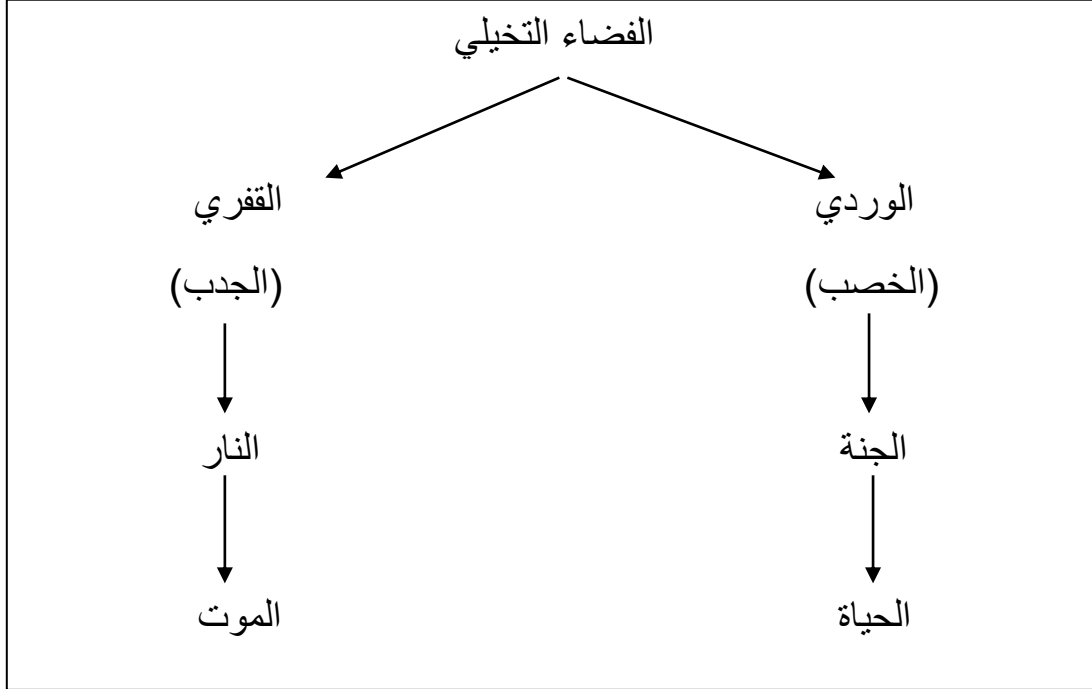 الفضاء التخيلي
الوردي القفري
(الخصب) (الجدب)
الجنة النار
الحياة الموت